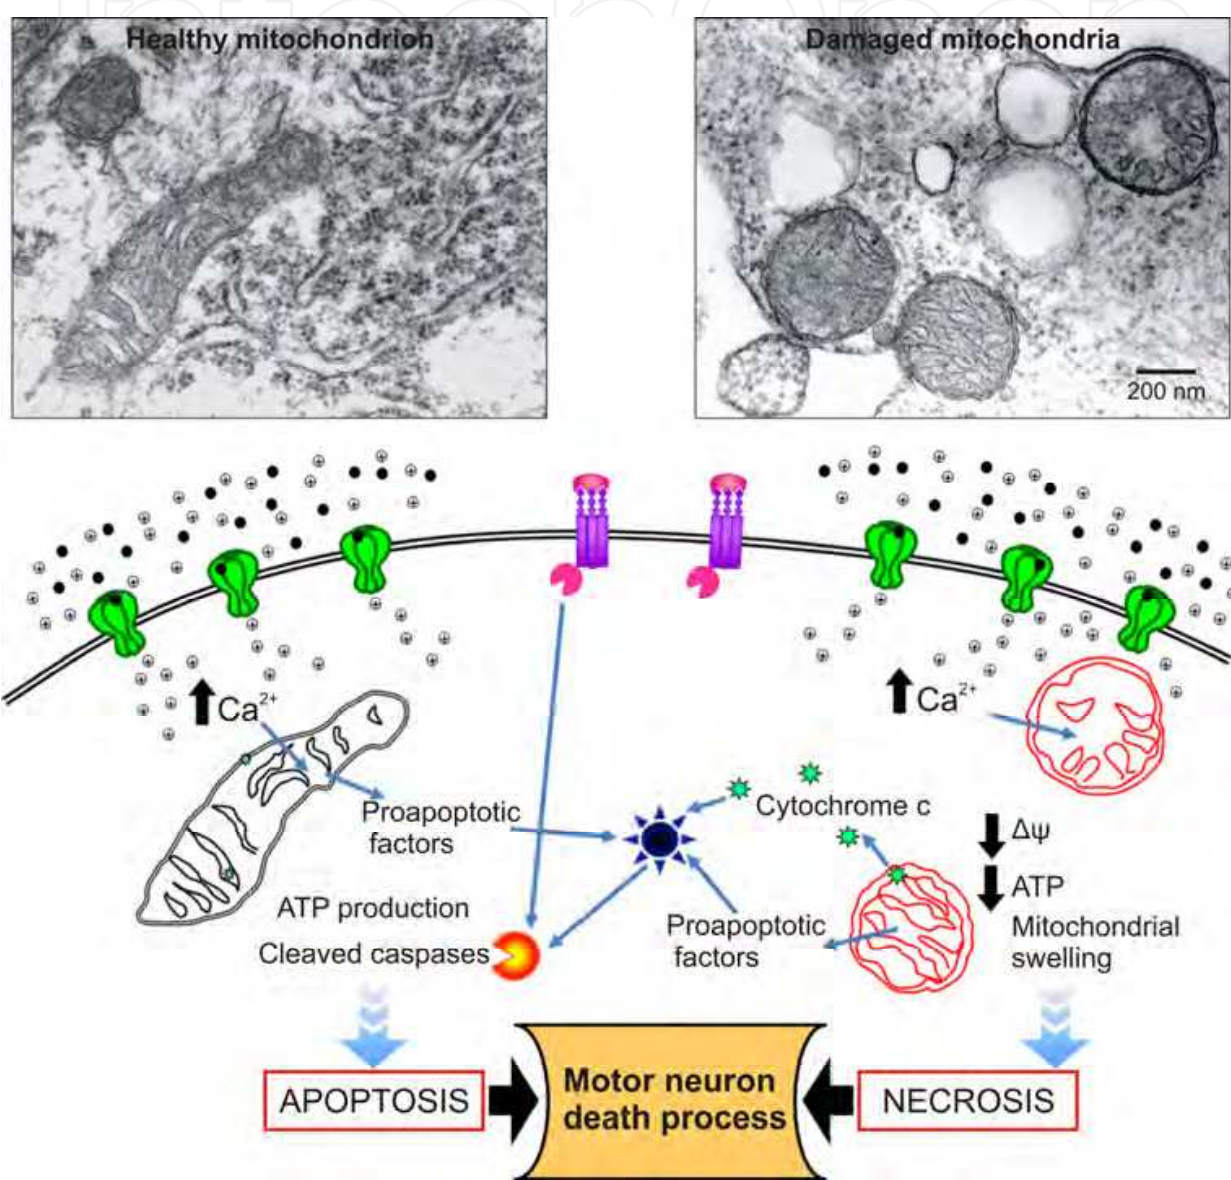 Healthy mitochondrion
Damaged mitochondria
200 nm
Ca²⁺
Ca²⁺
Proapoptotic
factors
Cytochrome c
Δψ
ATP
Mitochondrial
swelling
ATP production
Cleaved caspases
Proapoptotic
factors
APOPTOSIS
Motor neuron
death process
NECROSIS